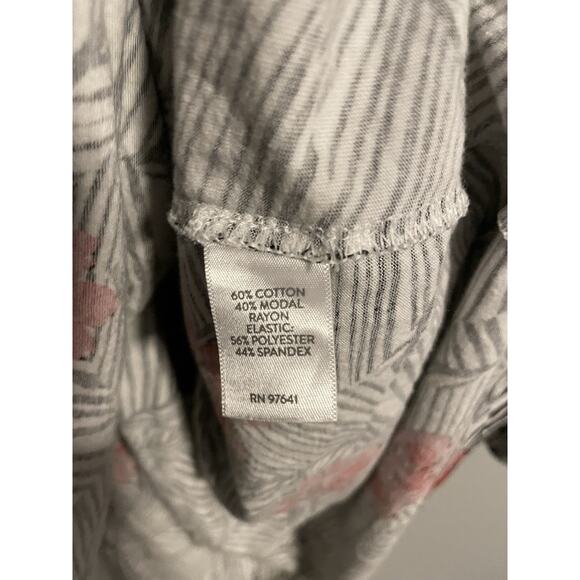 60% COTTON
40% MODAL
RAYON
ELASTIC:
56% POLYESTER
44% SPANDEX
RN 97641